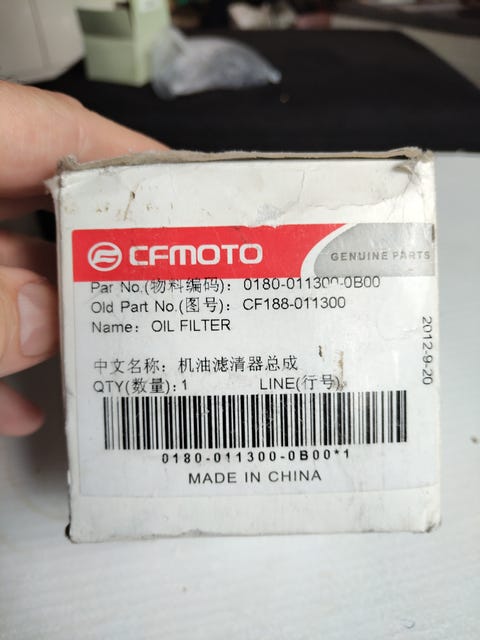 CFMOTO
GENUINE PARTS
Par No.(物料编码): 0180-011300-0B00
Old Part No.(图号): CF188-011300
Name: OIL FILTER
中文名称: 机油滤清器总成
QTY(数量):1 LINE(行号)
0180-011300-0B00*1
MADE IN CHINA
2012-9-20